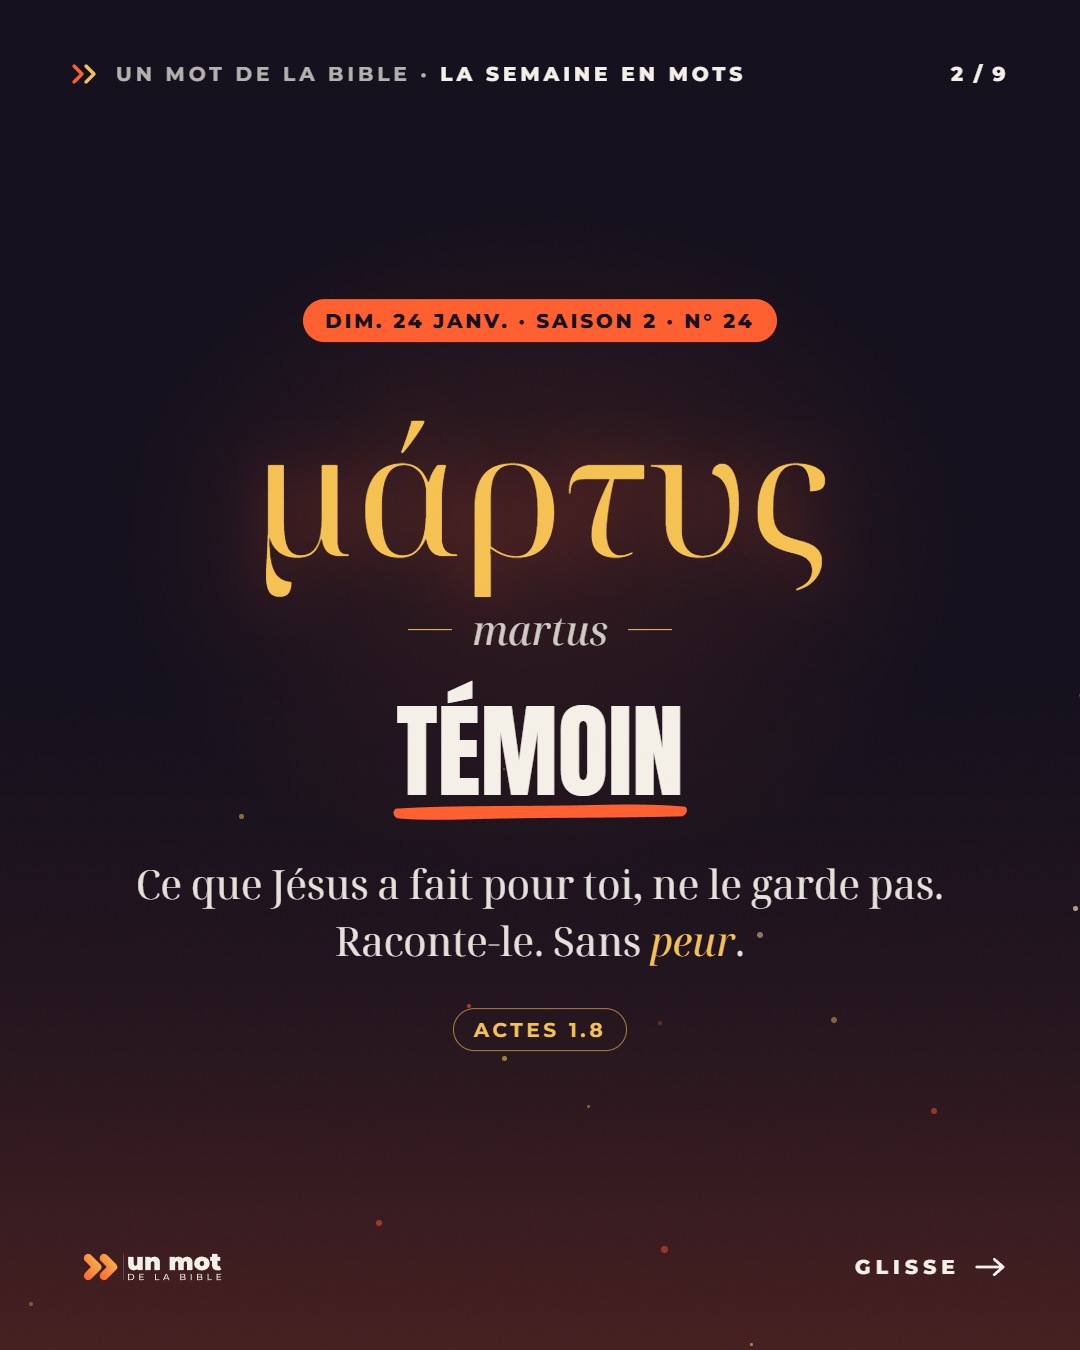 UN MOT DE LA BIBLE · LA SEMAINE EN MOTS
2 / 9
DIM. 24 JANV. · SAISON 2 · N° 24
μάρτυς
martus
TÉMOIN
Ce que Jésus a fait pour toi, ne le garde pas.
Raconte-le. Sans peur.
ACTES 1.8
un mot
DE LA BIBLE
GLISSE →